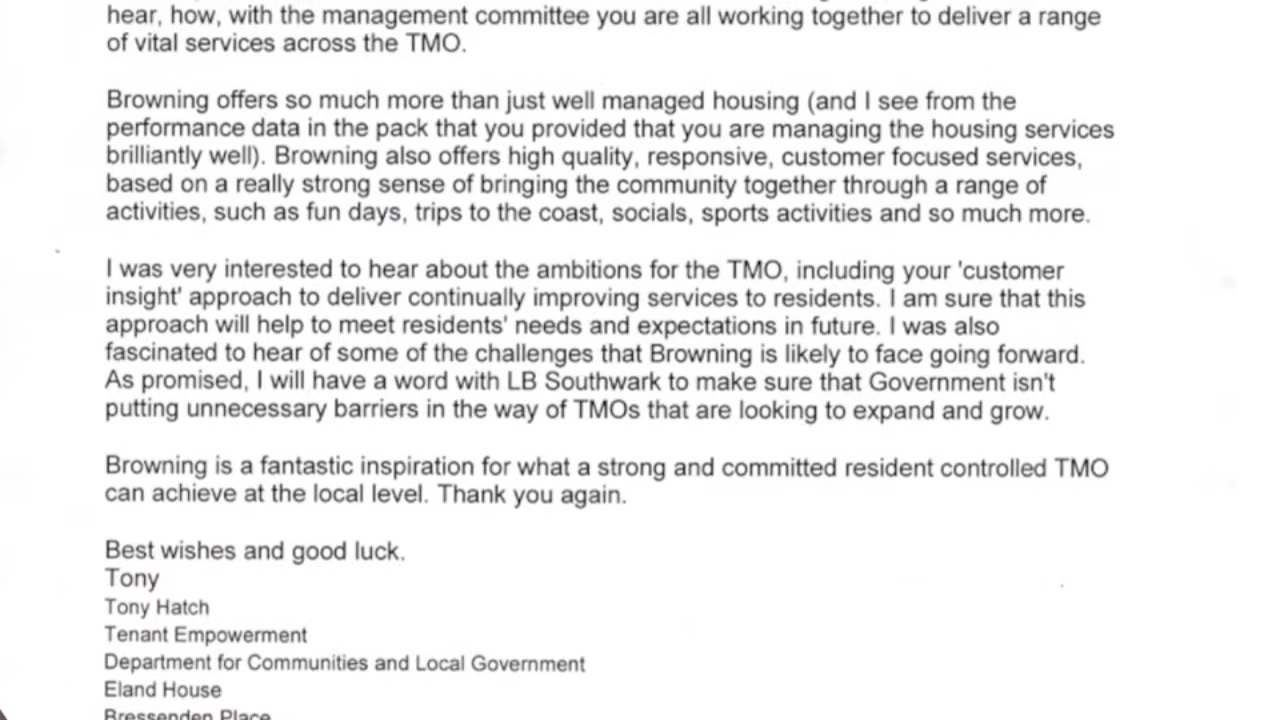 hear, how, with the management committee you are all working together to deliver a range
of vital services across the TMO.
Browning offers so much more than just well managed housing (and I see from the
performance data in the pack that you provided that you are managing the housing services
brilliantly well). Browning also offers high quality, responsive, customer focused services,
based on a really strong sense of bringing the community together through a range of
activities, such as fun days, trips to the coast, socials, sports activities and so much more.
I was very interested to hear about the ambitions for the TMO, including your 'customer
insight' approach to deliver continually improving services to residents. I am sure that this
approach will help to meet residents' needs and expectations in future. I was also
fascinated to hear of some of the challenges that Browning is likely to face going forward.
As promised, I will have a word with LB Southwark to make sure that Government isn't
putting unnecessary barriers in the way of TMOs that are looking to expand and grow.
Browning is a fantastic inspiration for what a strong and committed resident controlled TMO
can achieve at the local level. Thank you again.
Best wishes and good luck.
Tony
Tony Hatch
Tenant Empowerment
Department for Communities and Local Government
Eland House
Bressenden Place